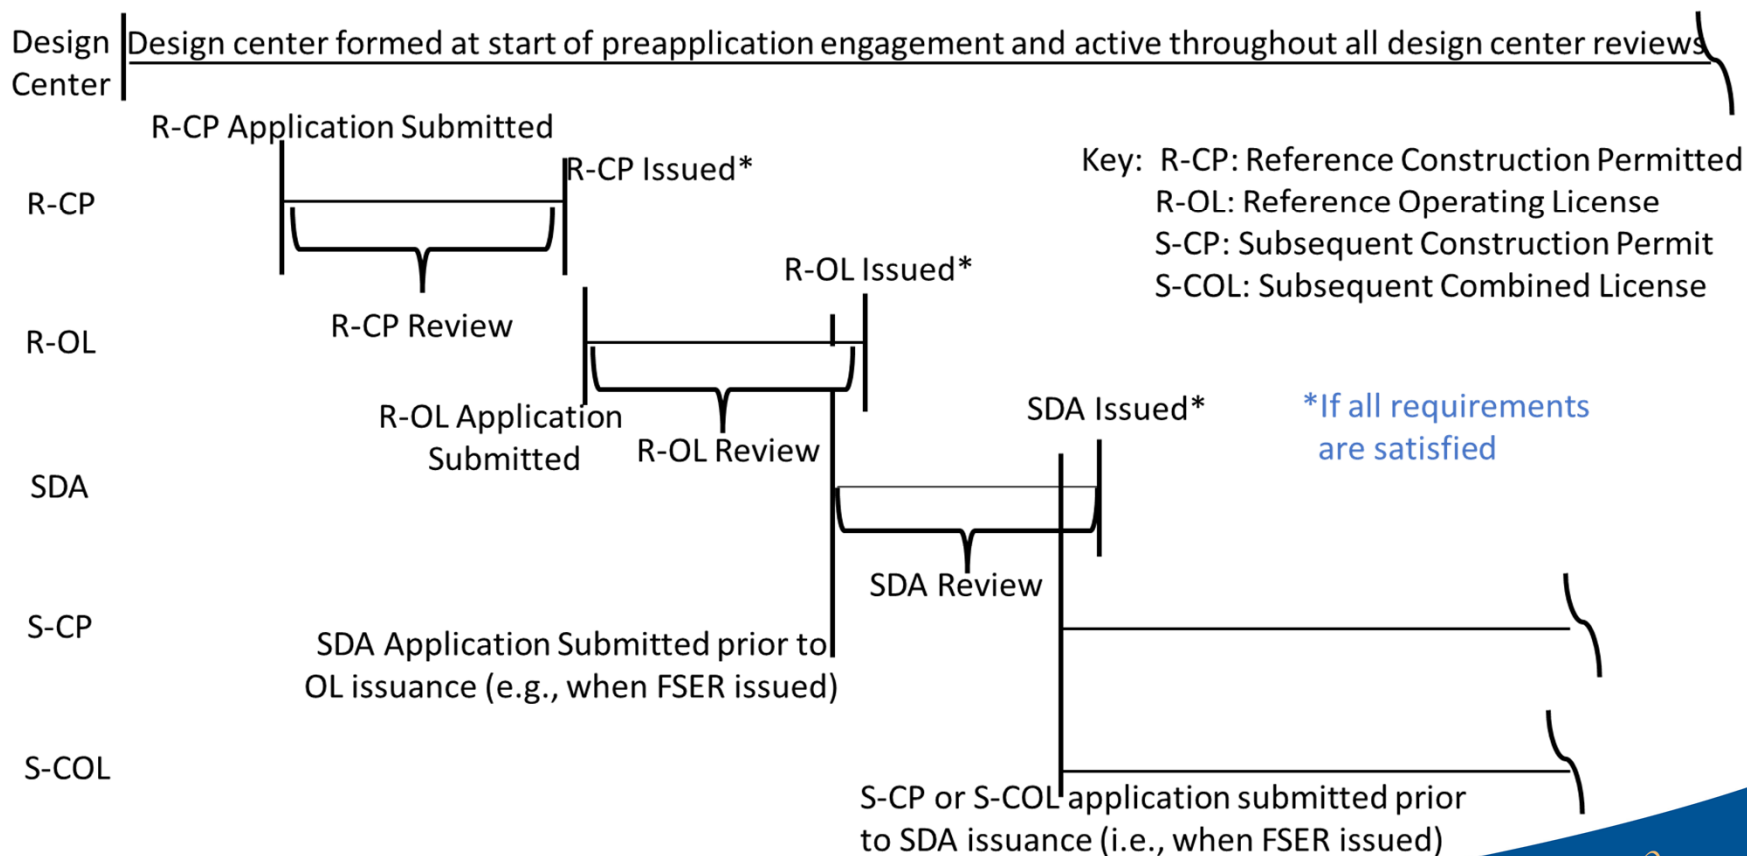 Design Center
Design center formed at start of preapplication engagement and active throughout all design center reviews
R-CP Application Submitted
R-CP Issued*
R-CP
R-CP Review
Key: R-CP: Reference Construction Permitted
R-OL: Reference Operating License
S-CP: Subsequent Construction Permit
S-COL: Subsequent Combined License
R-OL Issued*
R-OL
R-OL Application
Submitted
R-OL Review
SDA Issued*
*If all requirements
are satisfied
SDA
SDA Review
S-CP
SDA Application Submitted prior to
OL issuance (e.g., when FSER issued)
S-COL
S-CP or S-COL application submitted prior
to SDA issuance (i.e., when FSER issued)